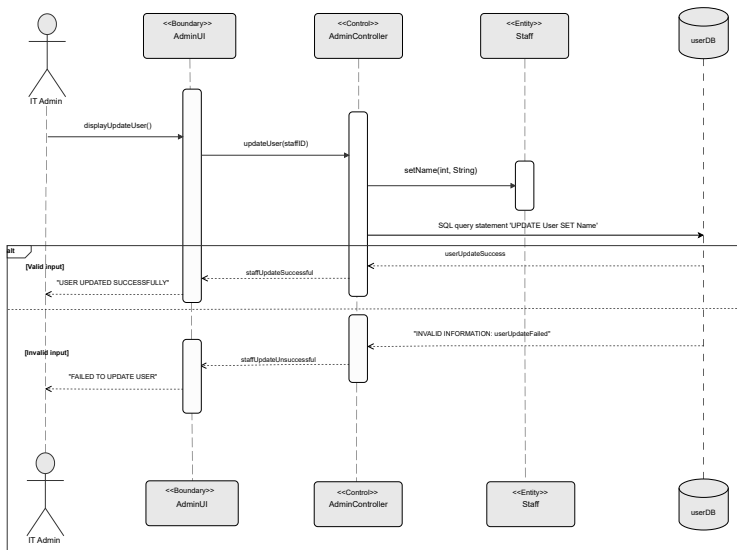 <<Boundary>>
AdminUI
<<Control>>
AdminController
<<Entity>>
Staff
userDB
IT Admin
displayUpdateUser()
updateUser(staffID)
setName(int, String)
SQL query statement 'UPDATE User SET Name'
alt
[Valid input]
userUpdateSuccess
staffUpdateSuccessful
"USER UPDATED SUCCESSFULLY"
"INVALID INFORMATION: userUpdateFailed"
[Invalid input]
staffUpdateUnsuccessful
"FAILED TO UPDATE USER"
<<Boundary>>
AdminUI
<<Control>>
AdminController
<<Entity>>
Staff
userDB
IT Admin